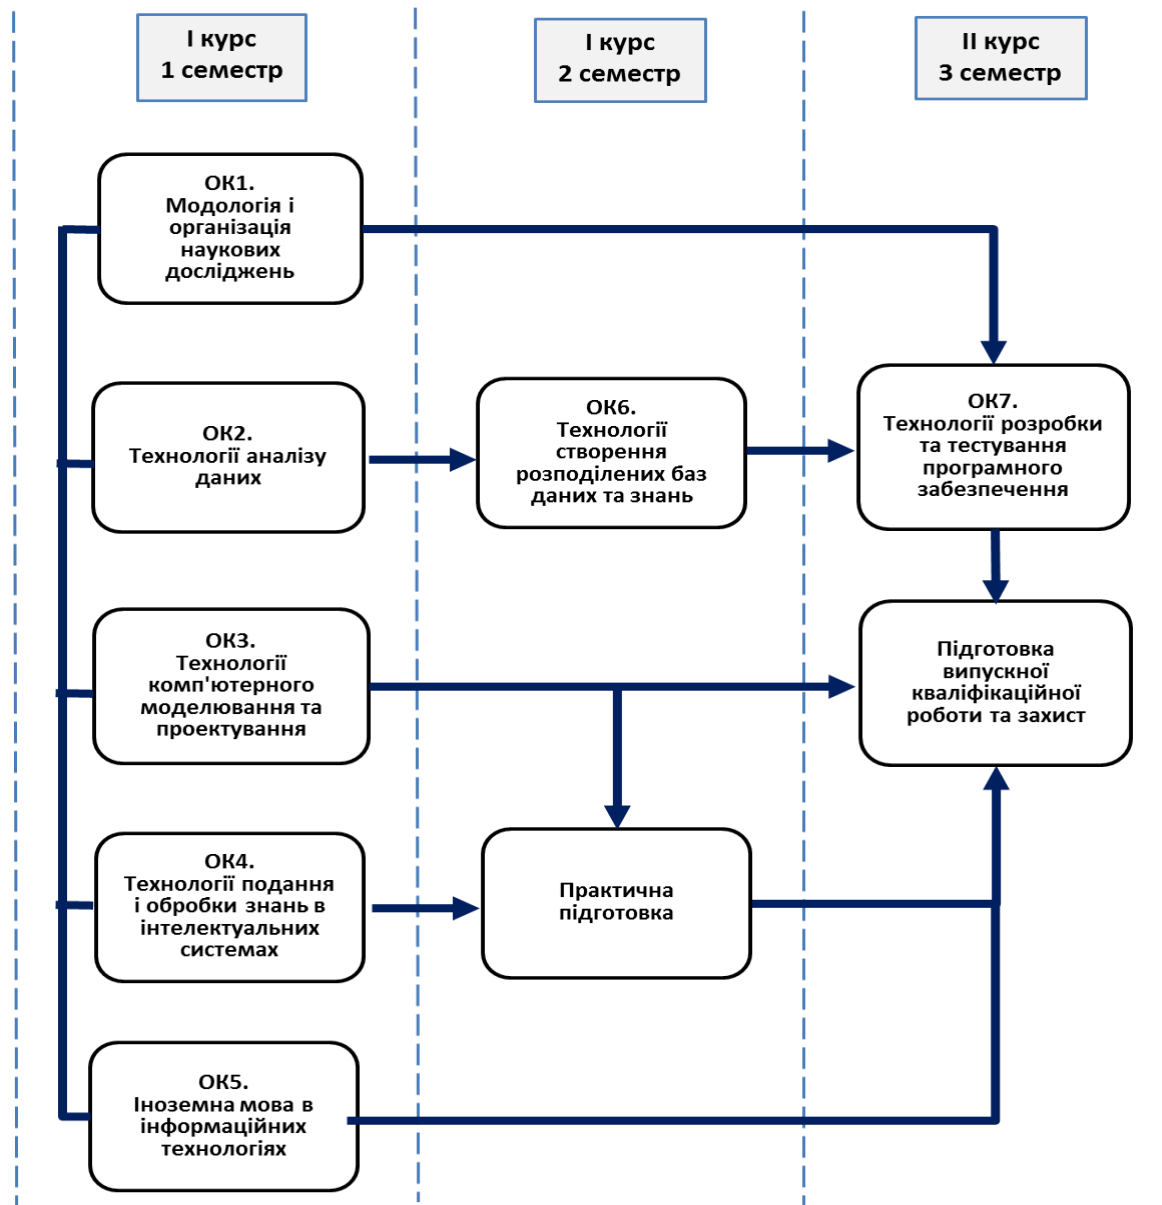 І курс
1 семестр
І курс
2 семестр
ІІ курс
3 семестр
ОК1.
Модологія і
організація
наукових
досліджень
ОК2.
Технології аналізу
даних
ОК6.
Технології
створення
розподілених баз
даних та знань
ОК7.
Технології розробки
та тестування
програмного
забезпечення
ОК3.
Технології
комп'ютерного
моделювання та
проектування
Підготовка
випускної
кваліфікаційної
роботи та захист
ОК4.
Технології подання
і обробки знань в
інтелектуальних
системах
Практична
підготовка
ОК5.
Іноземна мова в
інформаційних
технологіях